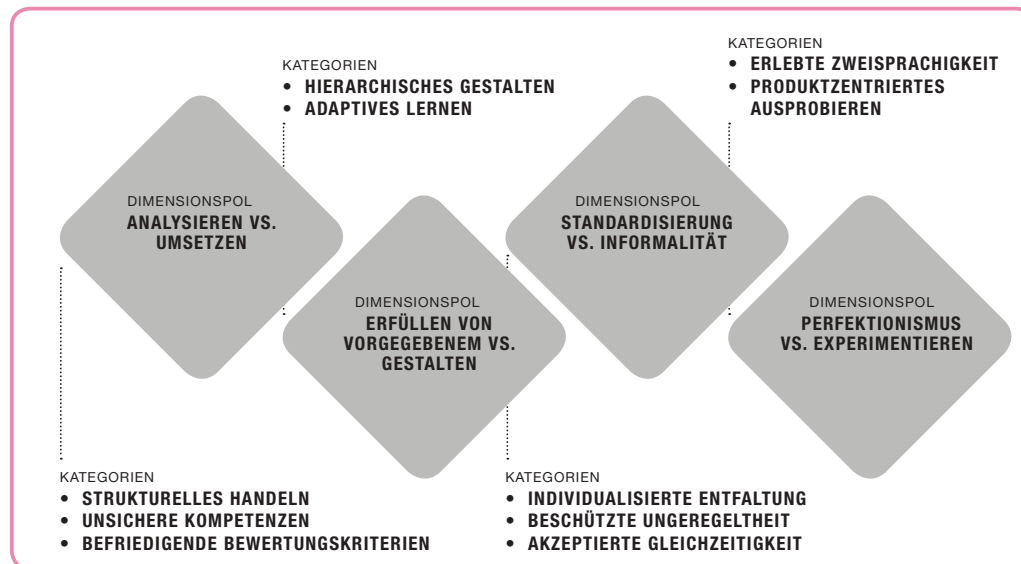 KATEGORIEN
• HIERARCHISCHES GESTALTEN
• ADAPTIVES LERNEN
KATEGORIEN
• ERLEBTE ZWEISPRACHIGKEIT
• PRODUKTZENTRIERTES
AUSPROBIEREN
DIMENSIONSPOL
ANALYSIEREN VS.
UMSETZEN
DIMENSIONSPOL
ERFÜLLEN VON
VORGEGEBENEM VS.
GESTALTEN
DIMENSIONSPOL
STANDARDISIERUNG
VS. INFORMALITÄT
DIMENSIONSPOL
PERFEKTIONISMUS
VS. EXPERIMENTIEREN
KATEGORIEN
• STRUKTURELLES HANDELN
• UNSICHERE KOMPETENZEN
• BEFRIEDIGENDE BEWERTUNGSKRITERIEN
KATEGORIEN
• INDIVIDUALISIERTE ENTFALTUNG
• BESCHÜTZTE UNGEREGELTHEIT
• AKZEPTIERTE GLEICHZEITIGKEIT